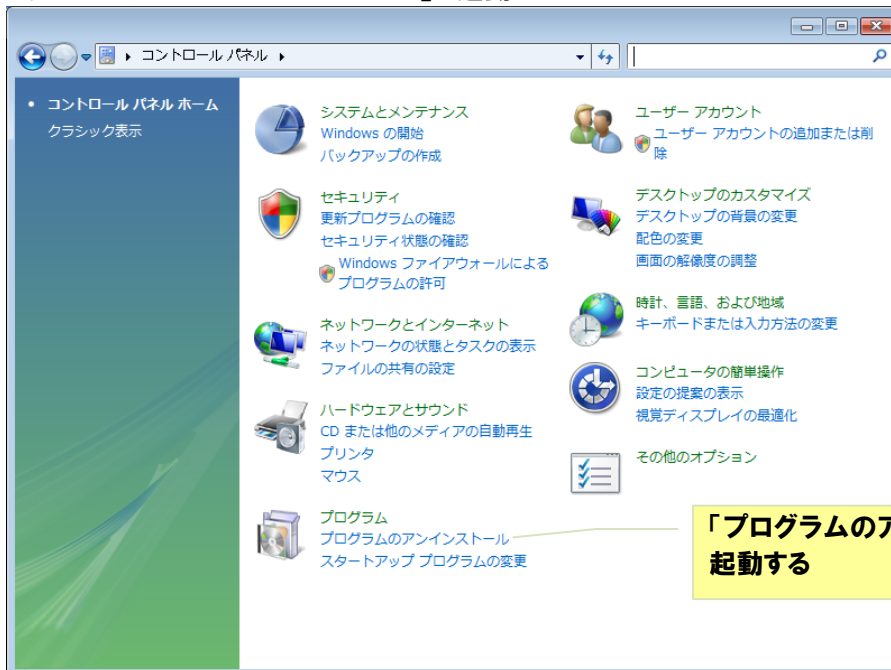 コントロール パネル
コントロール パネル ホーム
クラシック表示
システムとメンテナンス
Windows の開始
バックアップの作成
セキュリティ
更新プログラムの確認
セキュリティ状態の確認
Windows ファイアウォールによる
プログラムの許可
ネットワークとインターネット
ネットワークの状態とタスクの表示
ファイルの共有の設定
ハードウェアとサウンド
CD または他のメディアの自動再生
プリンタ
マウス
プログラム
プログラムのアンインストール
スタートアップ プログラムの変更
ユーザー アカウント
ユーザー アカウントの追加または削
除
デスクトップのカスタマイズ
デスクトップの背景の変更
配色の変更
画面の解像度の調整
時計、言語、および地域
キーボードまたは入力方法の変更
コンピュータの簡単操作
設定の提案の表示
視覚ディスプレイの最適化
その他のオプション
「プログラムのア
起動する